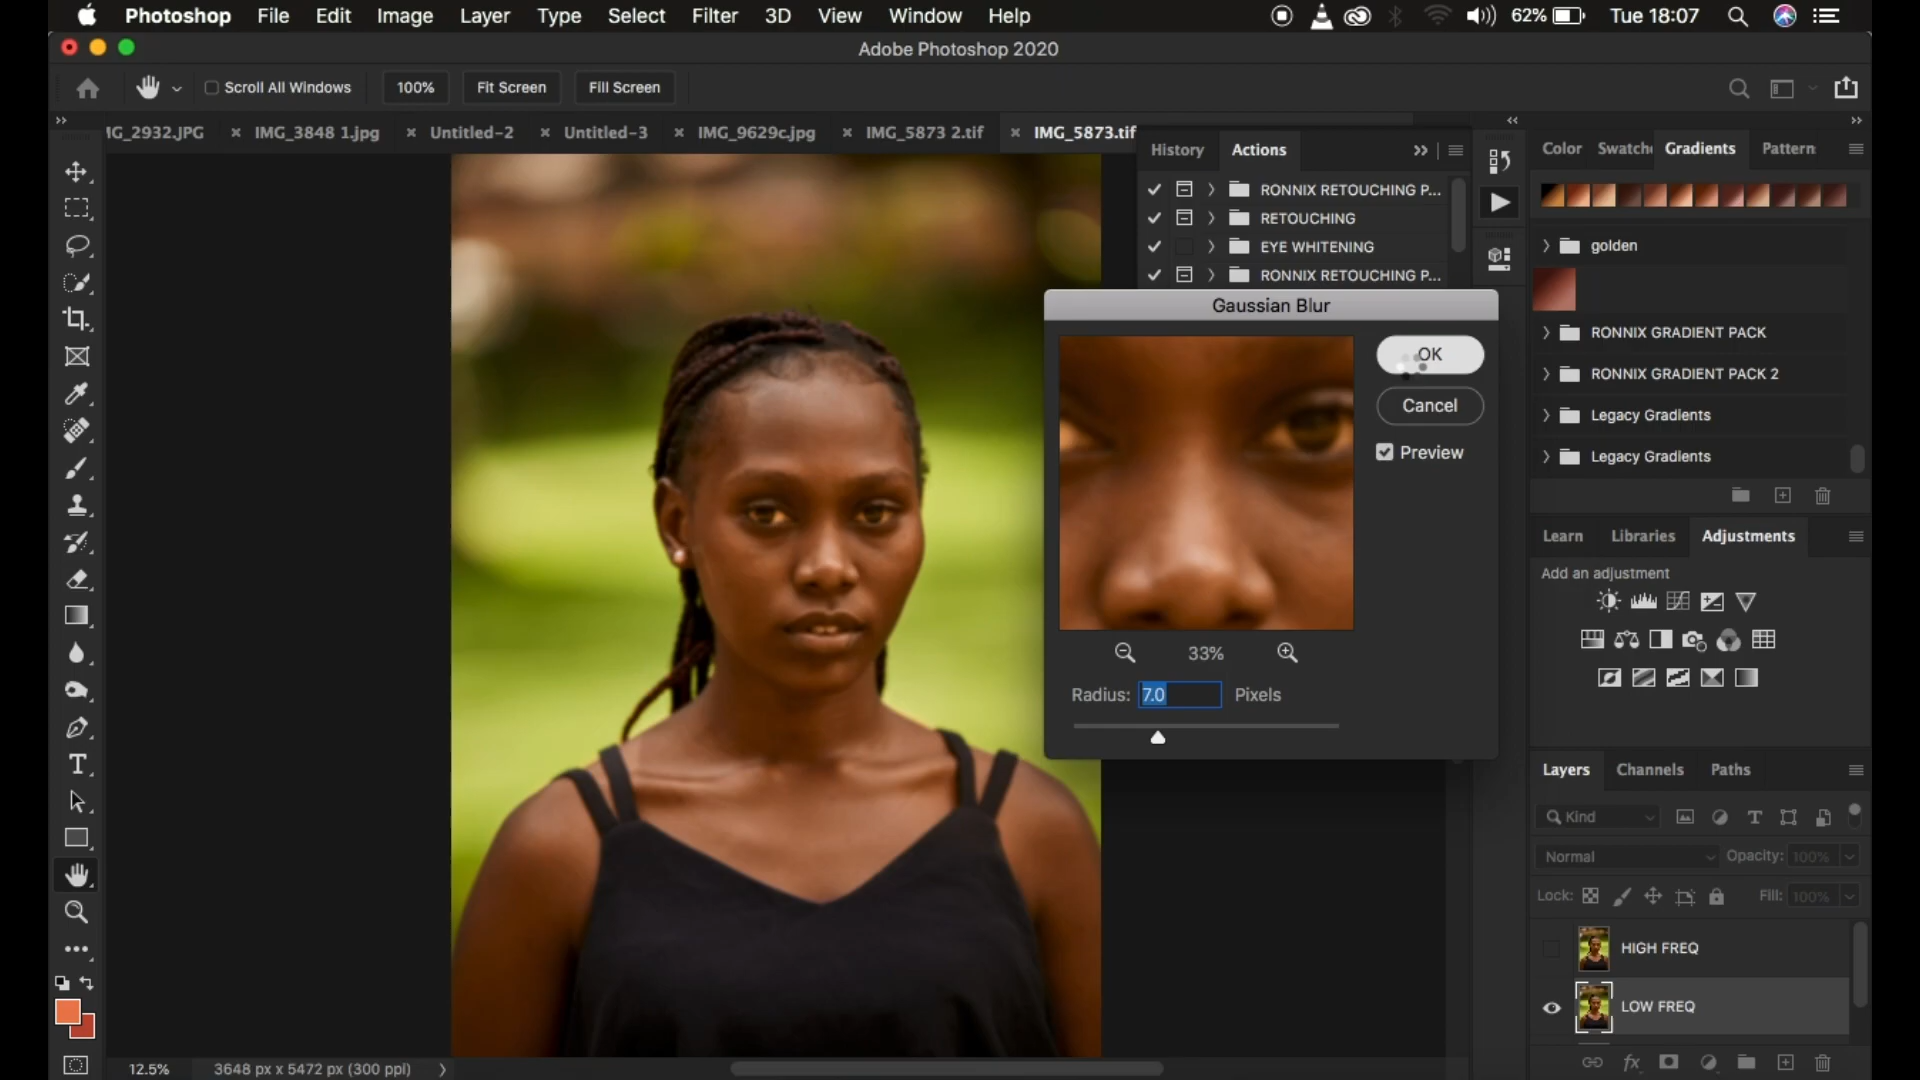 Photoshop File Edit Image Layer Type Select Filter 3D View Window Help 62% Tue 18:07
Adobe Photoshop 2020
Scroll All Windows 100% Fit Screen Fill Screen
IG_2932.JPG × IMG_3848 1.jpg × Untitled-2 × Untitled-3 × IMG_9629c.jpg × IMG_5873 2.tif × IMG_5873.tif
History Actions
RONNIX RETOUCHING P...
RETOUCHING
EYE WHITENING
RONNIX RETOUCHING P...
Gaussian Blur
OK
Cancel
Preview
33%
Radius: 7.0 Pixels
Color Swatche Gradients Pattern
golden
RONNIX GRADIENT PACK
RONNIX GRADIENT PACK 2
Legacy Gradients
Legacy Gradients
Learn Libraries Adjustments
Add an adjustment
Layers Channels Paths
Kind
Normal Opacity: 100%
Lock: Fill: 100%
HIGH FREQ
LOW FREQ
fx
12.5% 3648 px x 5472 px (300 ppl)